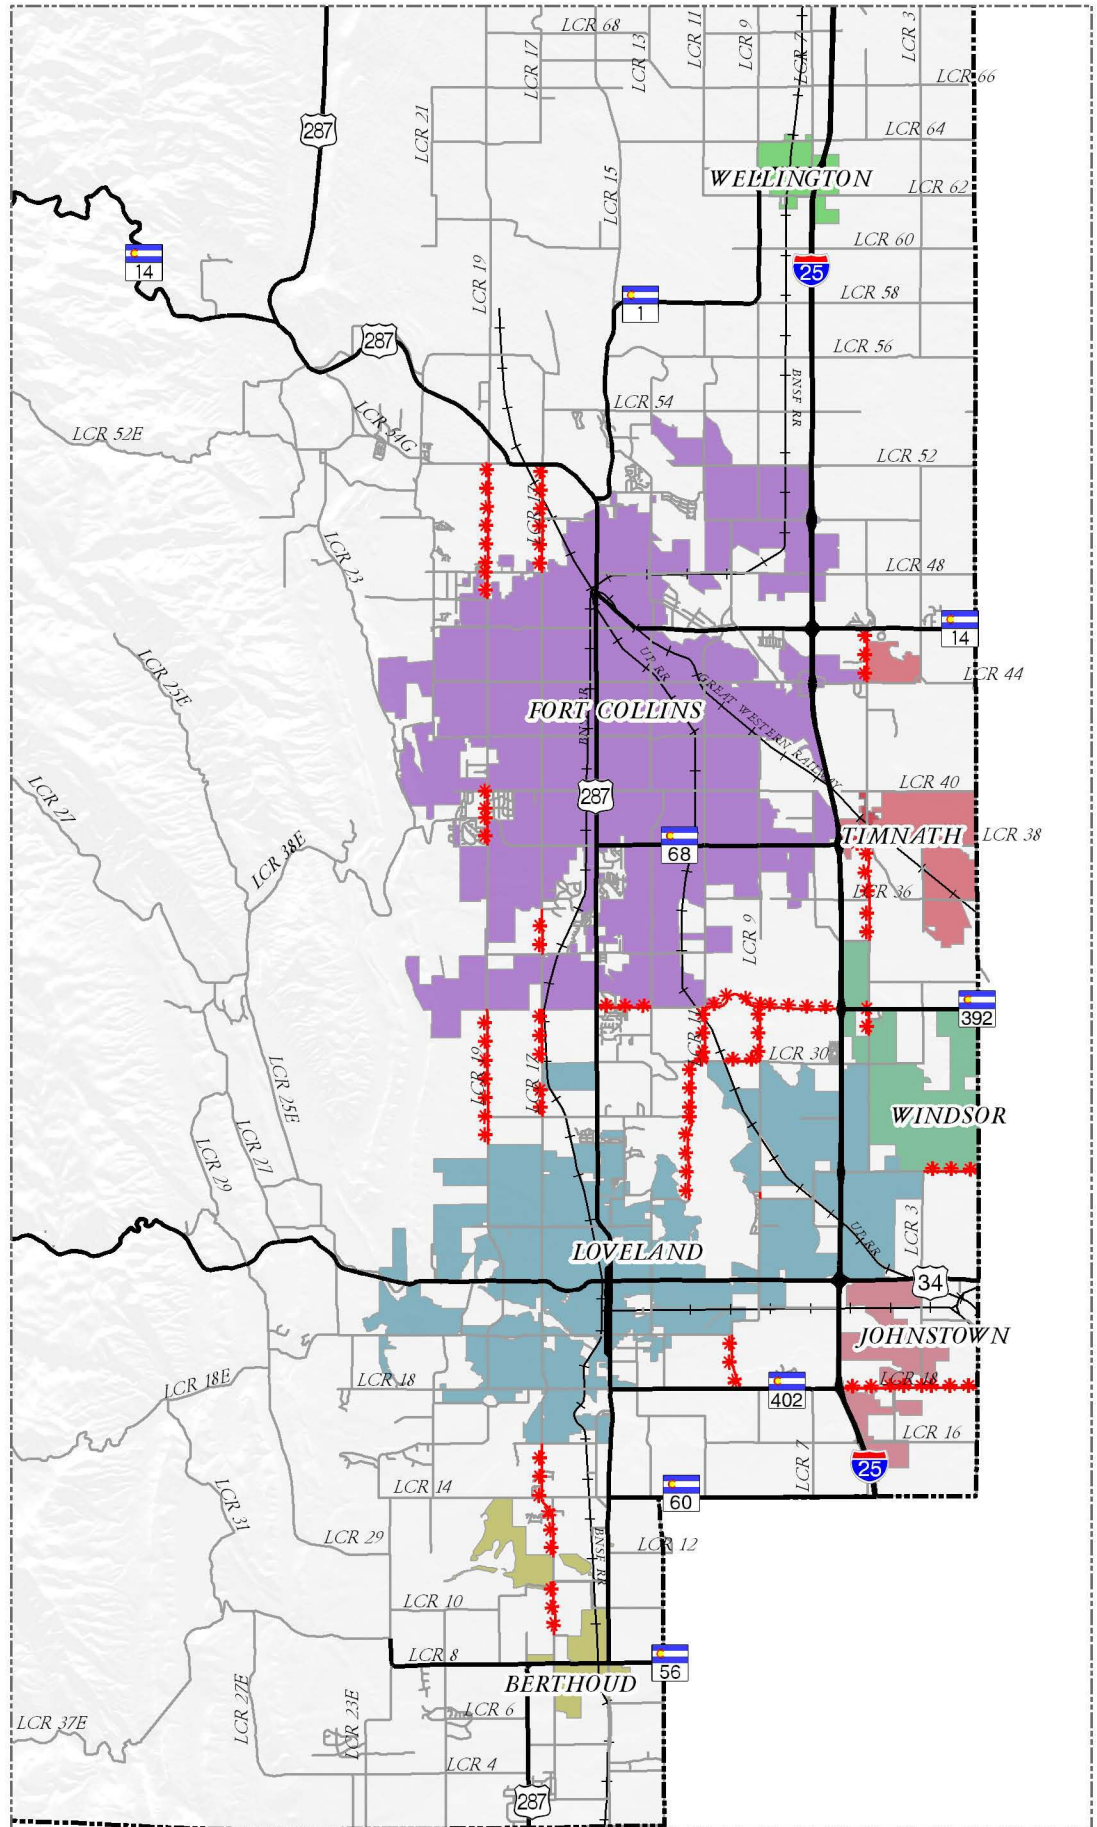 LCR 68
LCR 17
LCR 13
LCR 11
LCR 9
LCR 7
LCR 3
LCR 66
287
LCR 21
LCR 64
WELLINGTON
LCR 62
LCR 15
LCR 60
14
LCR 19
25
LCR 58
1
287
LCR 56
BNSF RR
LCR 54
LCR 54G
LCR 52E
LCR 52
LCR 17
LCR 23
LCR 48
14
LCR 25E
UP RR
LCR 44
GREAT WESTERN RAILWAY
FORT COLLINS
LCR 27
LCR 40
287
TIMNATH
LCR 38
LCR 38E
68
LCR 36
LCR 9
392
LCR 11
LCR 30
LCR 19
LCR 17
LCR 25E
WINDSOR
LCR 27
LCR 29
LCR 3
UP RR
LOVELAND
34
JOHNSTOWN
LCR 18E
LCR 18
LCR 18
402
LCR 16
LCR 7
25
LCR 14
60
LCR 31
LCR 29
BNSF RR
LCR 12
LCR 10
LCR 8
56
BERTHOUD
LCR 27E
LCR 23E
LCR 6
LCR 37E
LCR 4
287